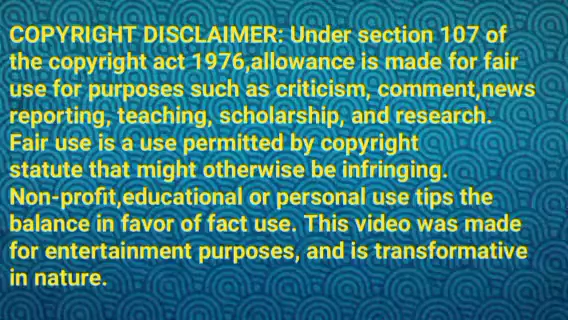 COPYRIGHT DISCLAIMER: Under section 107 of
the copyright act 1976,allowance is made for fair
use for purposes such as criticism, comment,news
reporting, teaching, scholarship, and research.
Fair use is a use permitted by copyright
statute that might otherwise be infringing.
Non-profit,educational or personal use tips the
balance in favor of fact use. This video was made
for entertainment purposes, and is transformative
in nature.